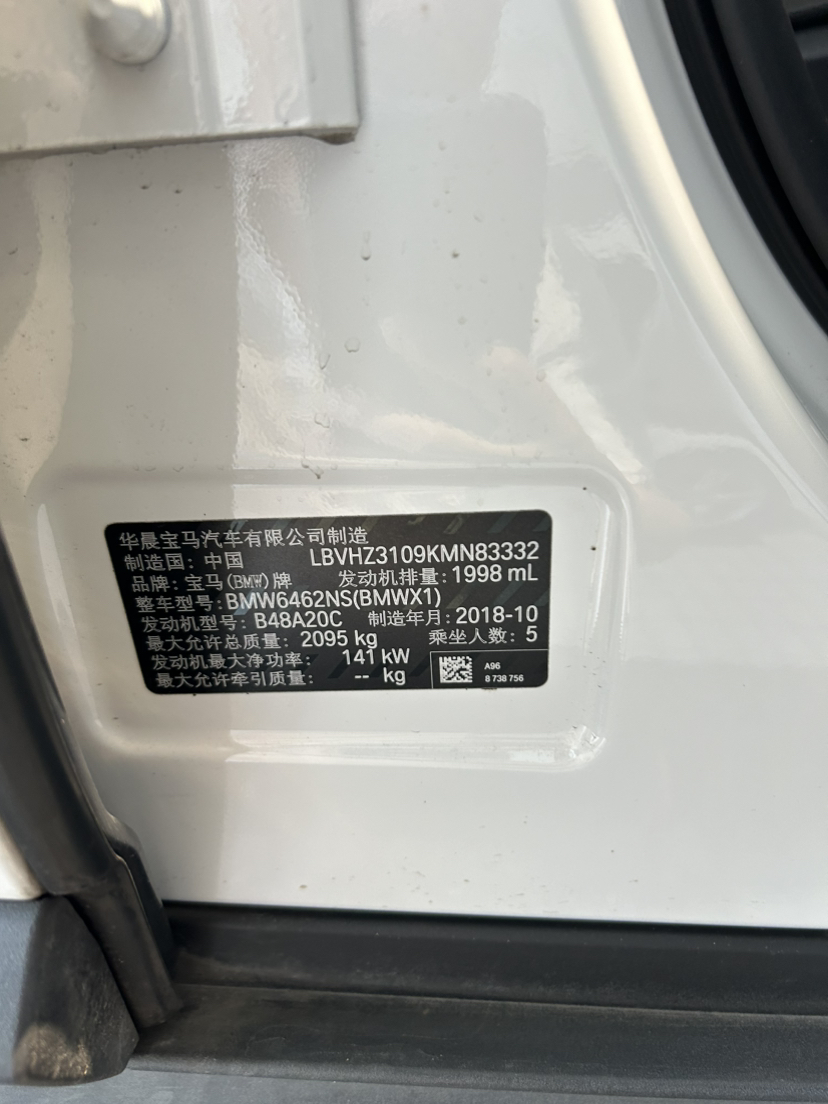 华晨宝马汽车有限公司制造
制造国：中国 LBVHZ3109KMN83332
品牌：宝马(BMW)牌 发动机排量：1998 mL
整车型号：BMW6462NS(BMWX1)
发动机型号：B48A20C 制造年月：2018-10
最大允许总质量：2095 kg 乘坐人数：5
发动机最大净功率： 141 kW
最大允许牵引质量： -- kg
A96
8 738 756